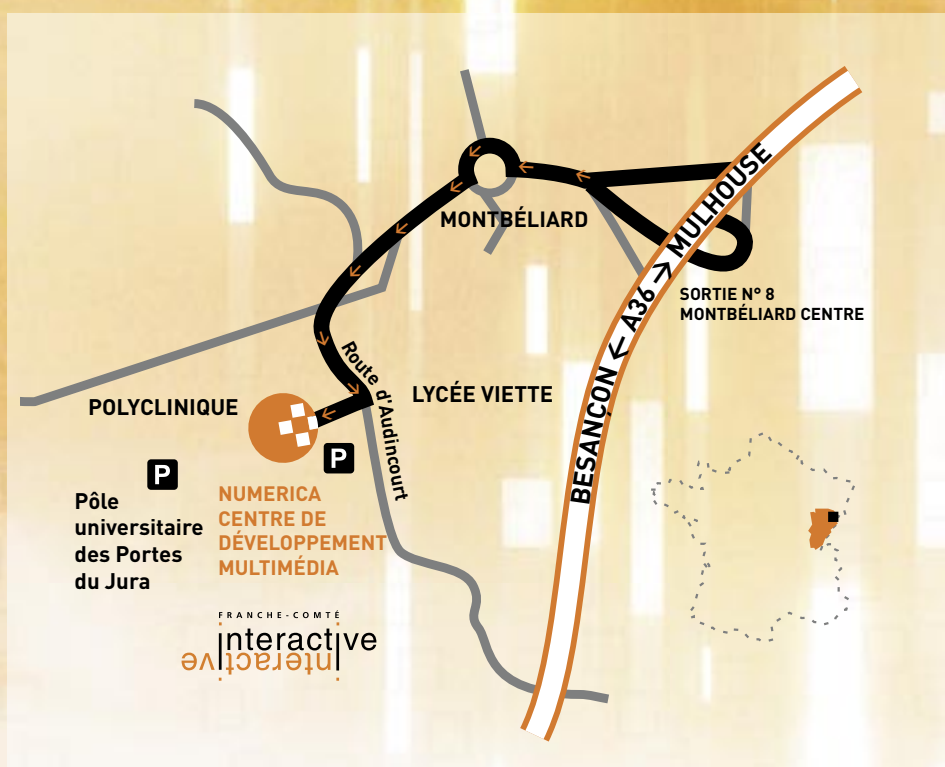 MONTBÉLIARD
BESANÇON ← A36 → MULHOUSE
SORTIE N° 8
MONTBÉLIARD CENTRE
Route d'Audincourt
LYCÉE VIETTE
POLYCLINIQUE
P
P
Pôle
universitaire
des Portes
du Jura
NUMERICA
CENTRE DE
DÉVELOPPEMENT
MULTIMÉDIA
FRANCHE-COMTÉ
interactive
interactive